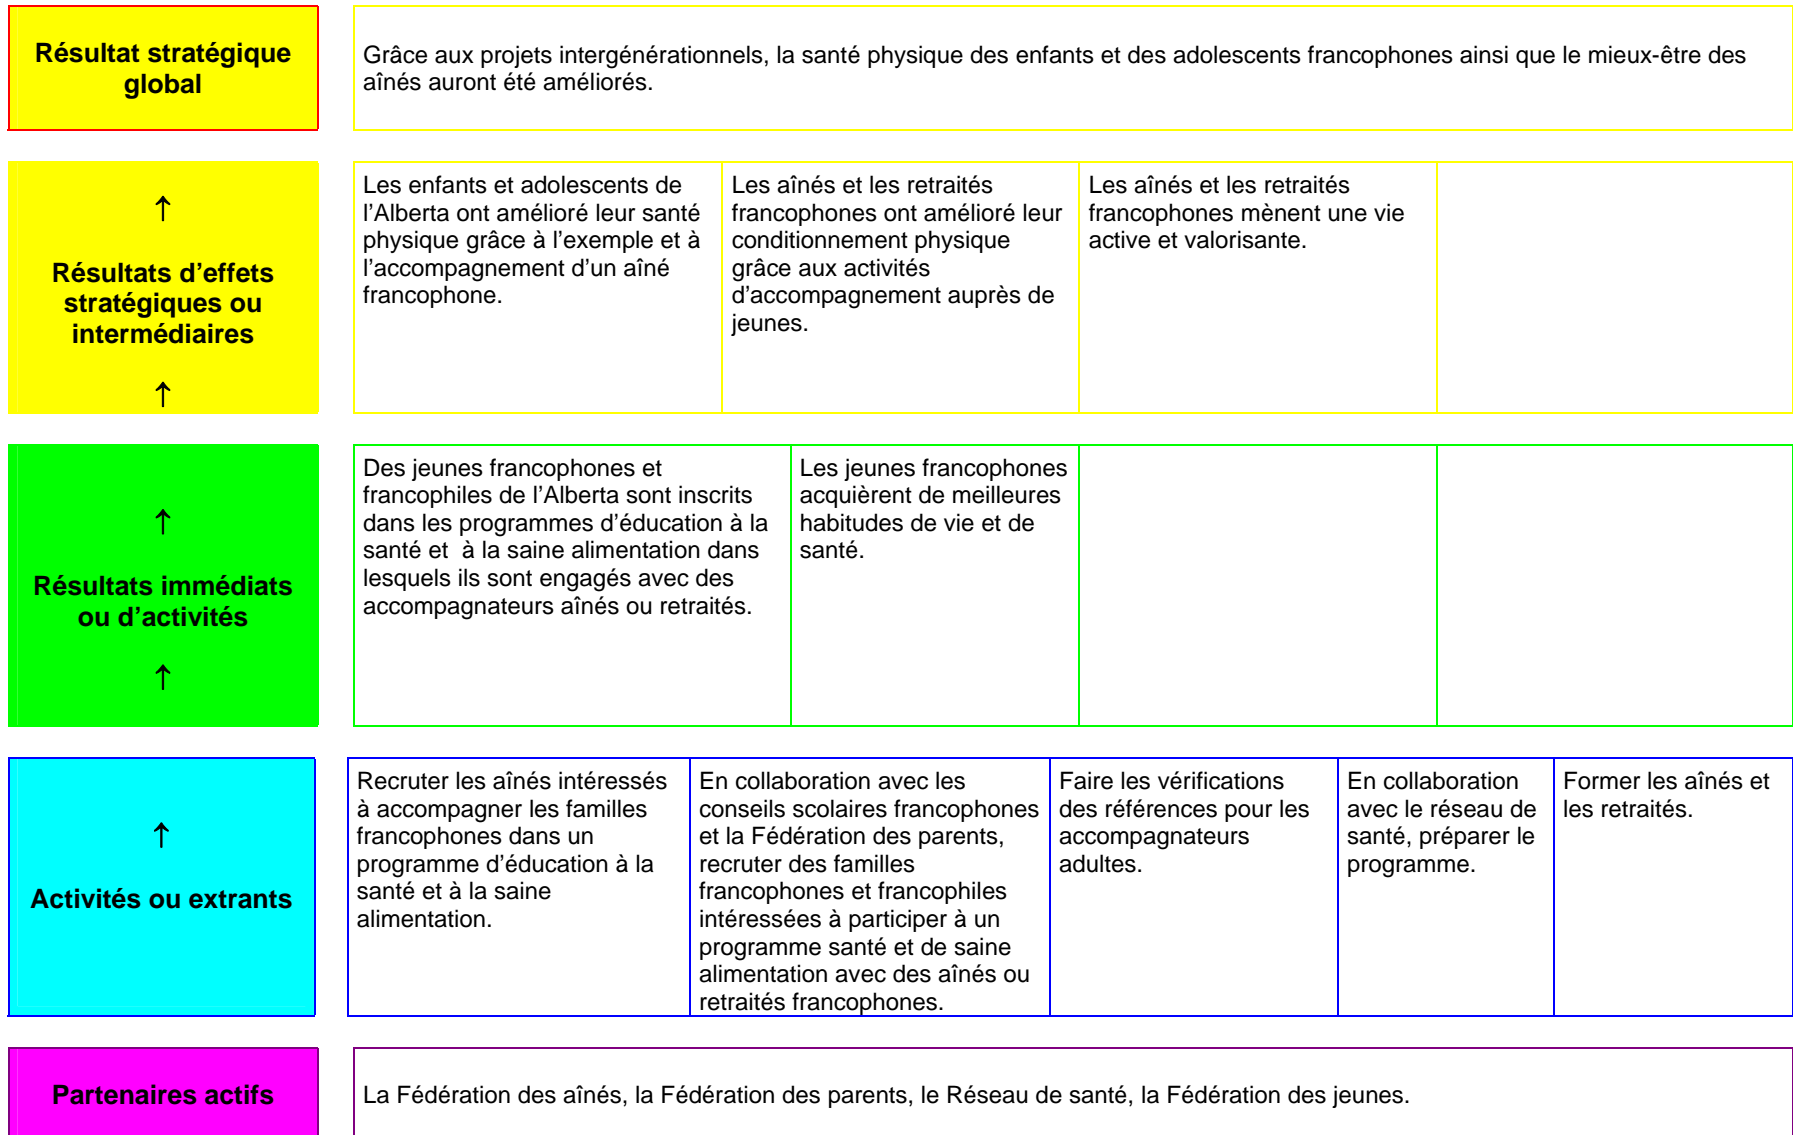 Résultat stratégique
global
Grâce aux projets intergénérationnels, la santé physique des enfants et des adolescents francophones ainsi que le mieux-être des
aînés auront été améliorés.
↑
Résultats d’effets
stratégiques ou
intermédiaires
↑
Les enfants et adolescents de
l’Alberta ont amélioré leur santé
physique grâce à l’exemple et à
l’accompagnement d’un aîné
francophone.
Les aînés et les retraités
francophones ont amélioré leur
conditionnement physique
grâce aux activités
d’accompagnement auprès de
jeunes.
Les aînés et les retraités
francophones mènent une vie
active et valorisante.
↑
Résultats immédiats
ou d’activités
↑
Des jeunes francophones et
francophiles de l’Alberta sont inscrits
dans les programmes d’éducation à la
santé et  à la saine alimentation dans
lesquels ils sont engagés avec des
accompagnateurs aînés ou retraités.
Les jeunes francophones
acquièrent de meilleures
habitudes de vie et de
santé.
↑
Activités ou extrants
Recruter les aînés intéressés
à accompagner les familles
francophones dans un
programme d’éducation à la
santé et à la saine
alimentation.
En collaboration avec les
conseils scolaires francophones
et la Fédération des parents,
recruter des familles
francophones et francophiles
intéressées à participer à un
programme santé et de saine
alimentation avec des aînés ou
retraités francophones.
Faire les vérifications
des références pour les
accompagnateurs
adultes.
En collaboration
avec le réseau de
santé, préparer le
programme.
Former les aînés et
les retraités.
Partenaires actifs
La Fédération des aînés, la Fédération des parents, le Réseau de santé, la Fédération des jeunes.